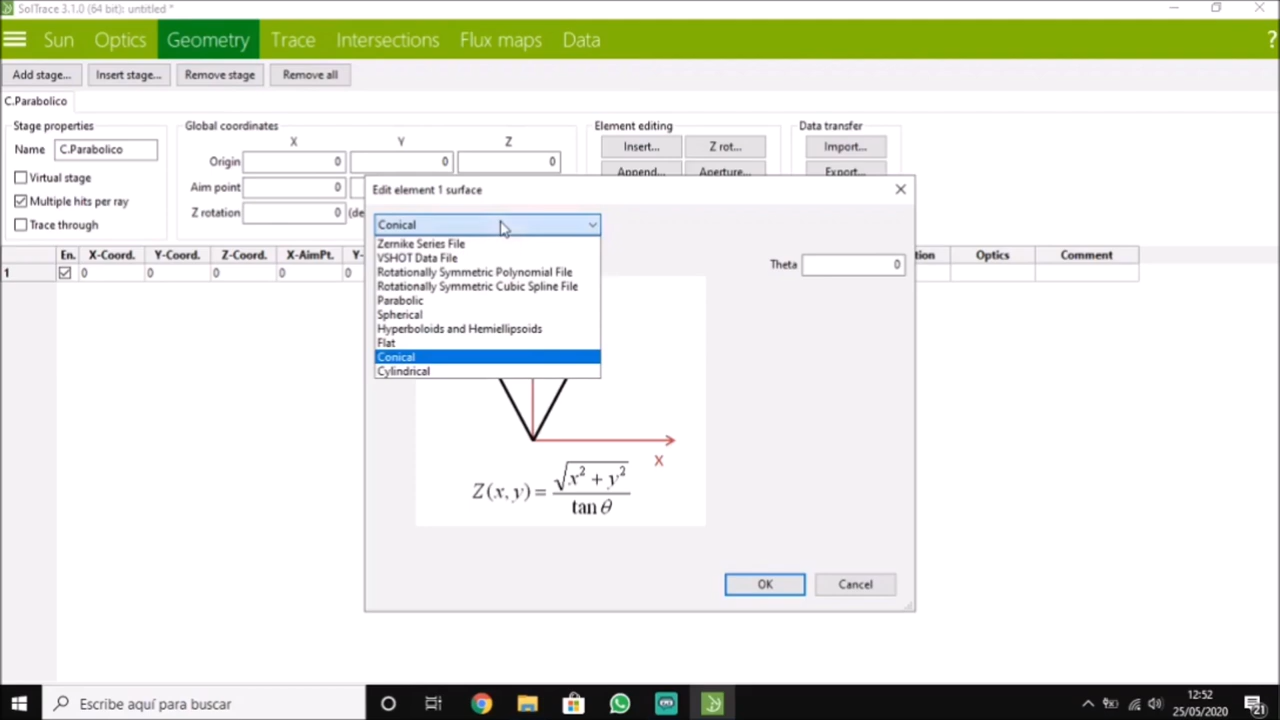 SolTrace 3.1.0 (64 bit): untitled *
Sun Optics Geometry Trace Intersections Flux maps Data ?
Add stage... Insert stage... Remove stage Remove all
C.Parabolico
Stage properties Global coordinates Element editing Data transfer
X Y Z
Name C.Parabolico Insert... Z rot... Import...
Origin 0 0 0
Append... Aperture... Export...
Virtual stage
Aim point 0
Multiple hits per ray
Z rotation 0 (de
Trace through
Edit element 1 surface
Conical
Zernike Series File
VSHOT Data File
Rotationally Symmetric Polynomial File
Rotationally Symmetric Cubic Spline File
Parabolic
Spherical
Hyperboloids and Hemiellipsoids
Flat
Conical
Cylindrical
Theta 0
En. X-Coord. Y-Coord. Z-Coord. X-AimPt. Y- tion Optics Comment
1 0 0 0 0
X
Z(x, y) = √(x² + y²) / tan θ
OK Cancel
Escribe aquí para buscar
12:52
25/05/2020
21